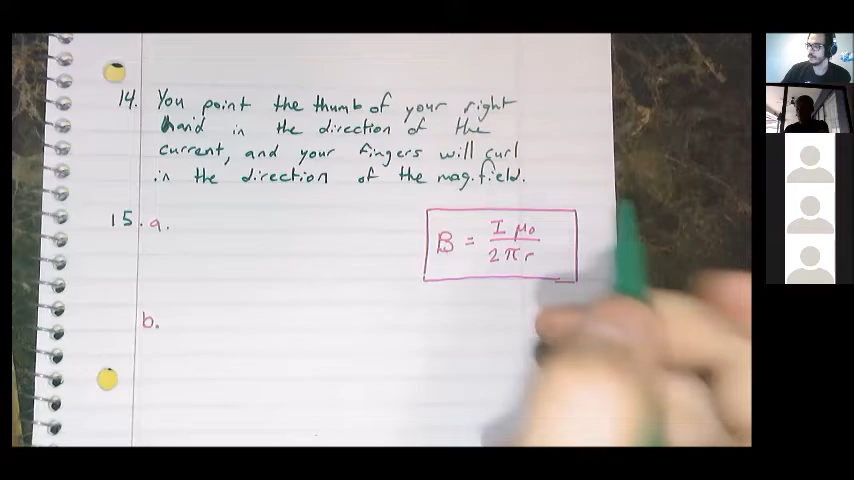 14. You point the thumb of your right
hand in the direction of the
current, and your fingers will curl
in the direction of the mag. field.
15. a.
B = I μ₀ / 2πr
b.